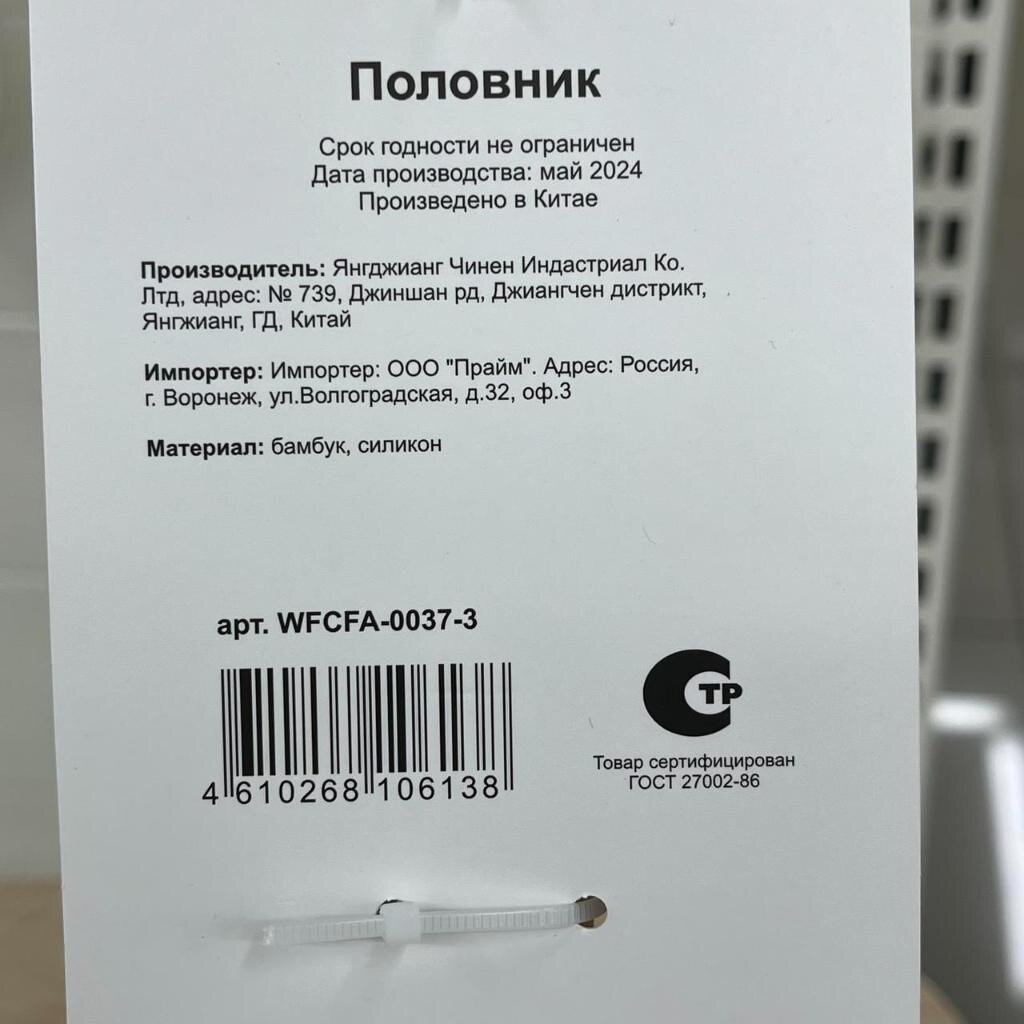 Половник
Срок годности не ограничен
Дата производства: май 2024
Произведено в Китае
Производитель: Янгджианг Чинен Индастриал Ко.
Лтд, адрес: № 739, Джиншан рд, Джиангчен дистрикт,
Янгжианг, ГД, Китай
Импортер: Импортер: ООО "Прайм". Адрес: Россия,
г. Воронеж, ул.Волгоградская, д.32, оф.3
Материал: бамбук, силикон
арт. WFCFA-0037-3
4 610268 106138
ТР
Товар сертифицирован
ГОСТ 27002-86